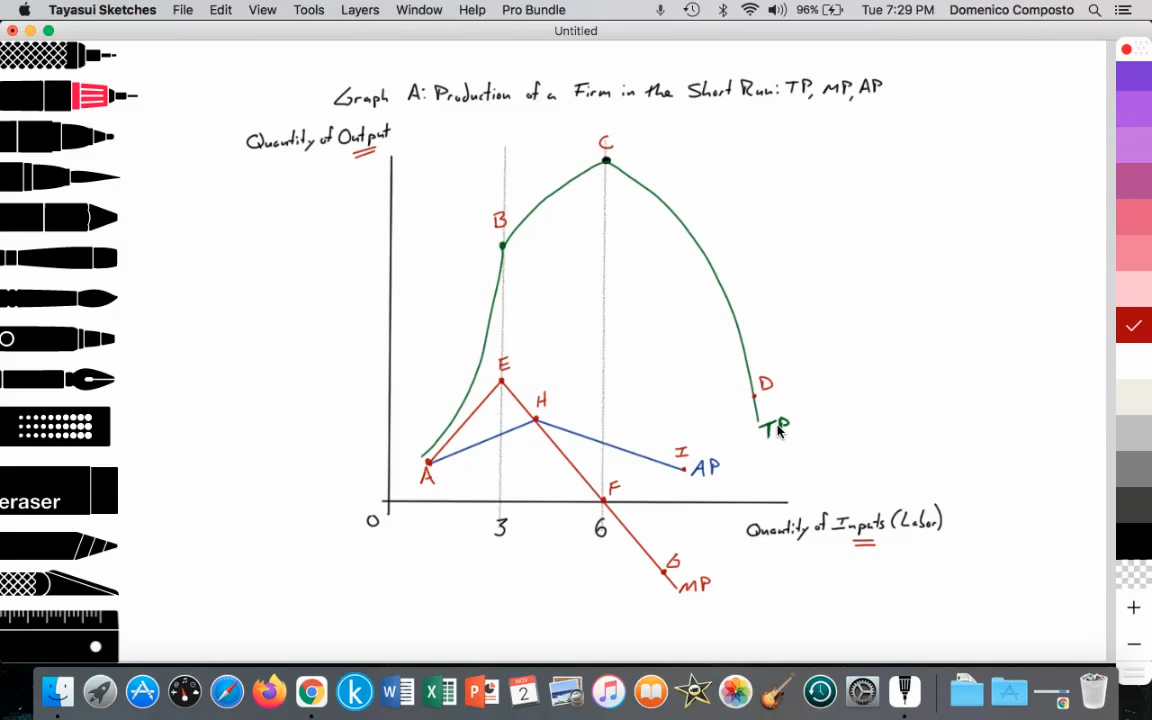 Tayasui Sketches File Edit View Tools Layers Window Help Pro Bundle 96% Tue 7:29 PM Domenico Composto
Untitled
Graph A: Production of a Firm in the Short Run: TP, MP, AP
Quantity of Output
C
B
E
D
H
TP
I
AP
A
F
0
3
6
Quantity of Inputs (Labor)
G
MP
eraser
NOV
2